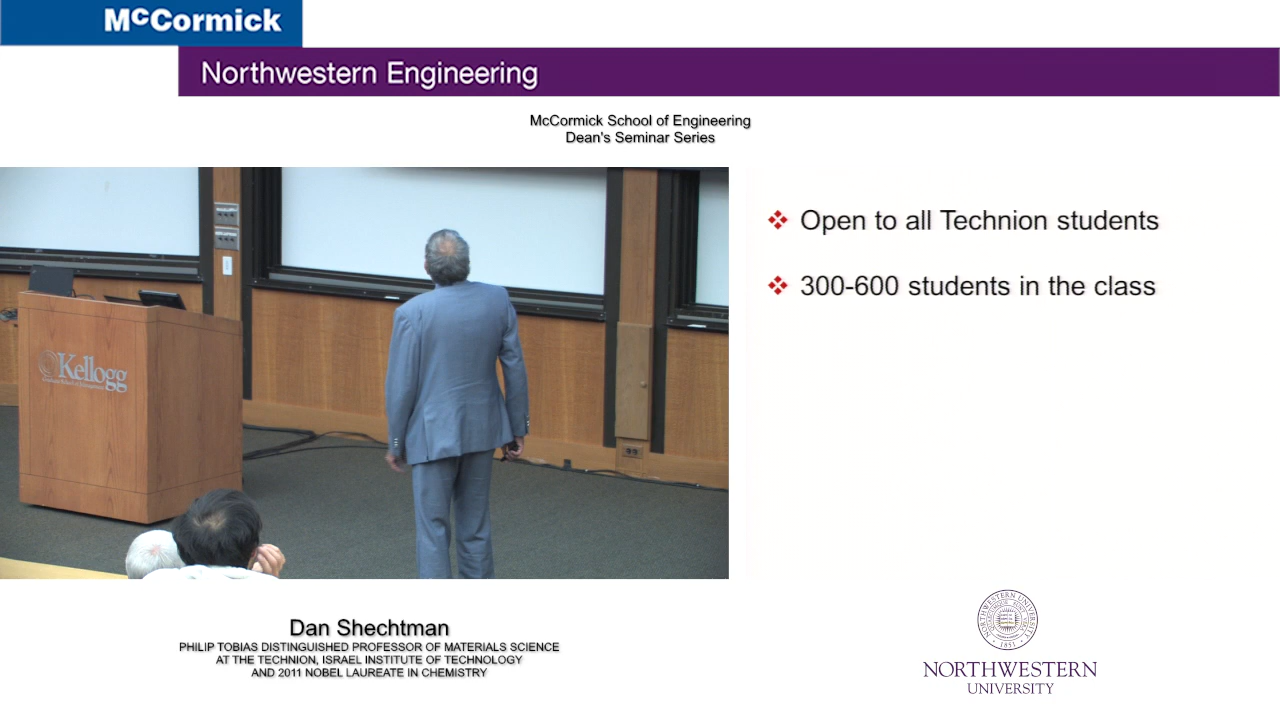 McCormick
Northwestern Engineering
McCormick School of Engineering
Dean's Seminar Series
❖ Open to all Technion students
❖ 300-600 students in the class
Kellogg
Dan Shechtman
PHILIP TOBIAS DISTINGUISHED PROFESSOR OF MATERIALS SCIENCE
AT THE TECHNION, ISRAEL INSTITUTE OF TECHNOLOGY
AND 2011 NOBEL LAUREATE IN CHEMISTRY
NORTHWESTERN
UNIVERSITY